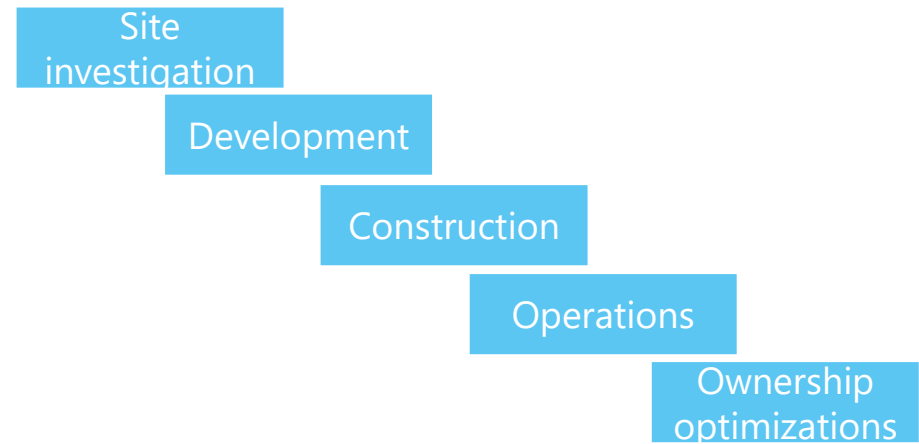 Site
investigation
Development
Construction
Operations
Ownership
optimizations